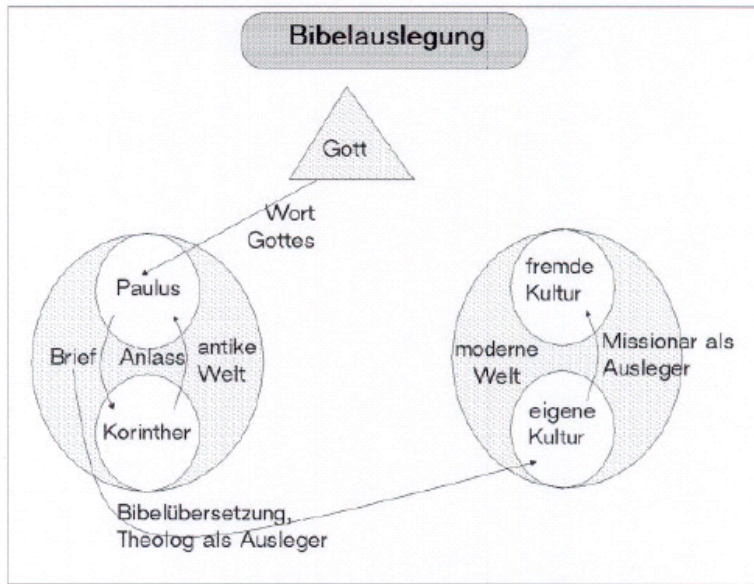 Bibelauslegung
Gott
Wort
Gottes
Paulus
Brief
Anlass
antike
Welt
Korinther
Bibelübersetzung,
Theolog als Ausleger
fremde
Kultur
moderne
Welt
Missionar als
Ausleger
eigene
Kultur